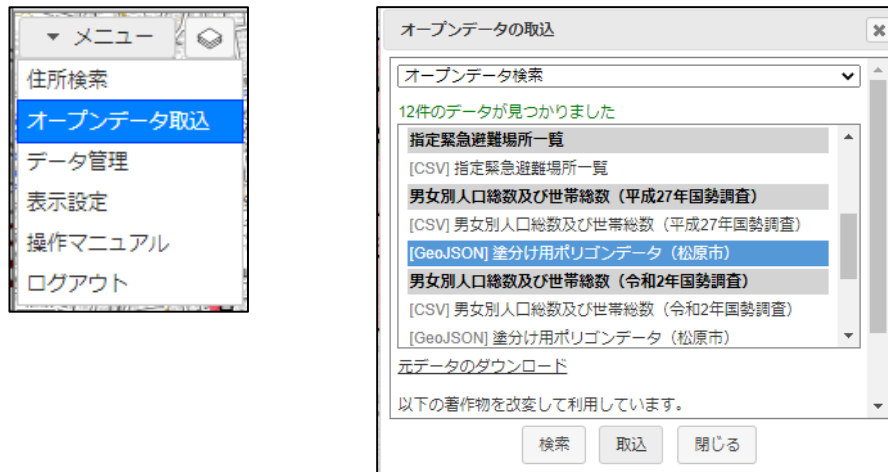 ▼ メニュー
住所検索
オープンデータ取込
データ管理
表示設定
操作マニュアル
ログアウト
オープンデータの取込
オープンデータ検索
12件のデータが見つかりました
指定緊急避難場所一覧
[CSV] 指定緊急避難場所一覧
男女別人口総数及び世帯総数（平成27年国勢調査）
[CSV] 男女別人口総数及び世帯総数（平成27年国勢調査）
[GeoJSON] 塗分け用ポリゴンデータ（松原市）
男女別人口総数及び世帯総数（令和2年国勢調査）
[CSV] 男女別人口総数及び世帯総数（令和2年国勢調査）
[GeoJSON] 塗分け用ポリゴンデータ（松原市）
元データのダウンロード
以下の著作物を改変して利用しています。
検索 取込 閉じる